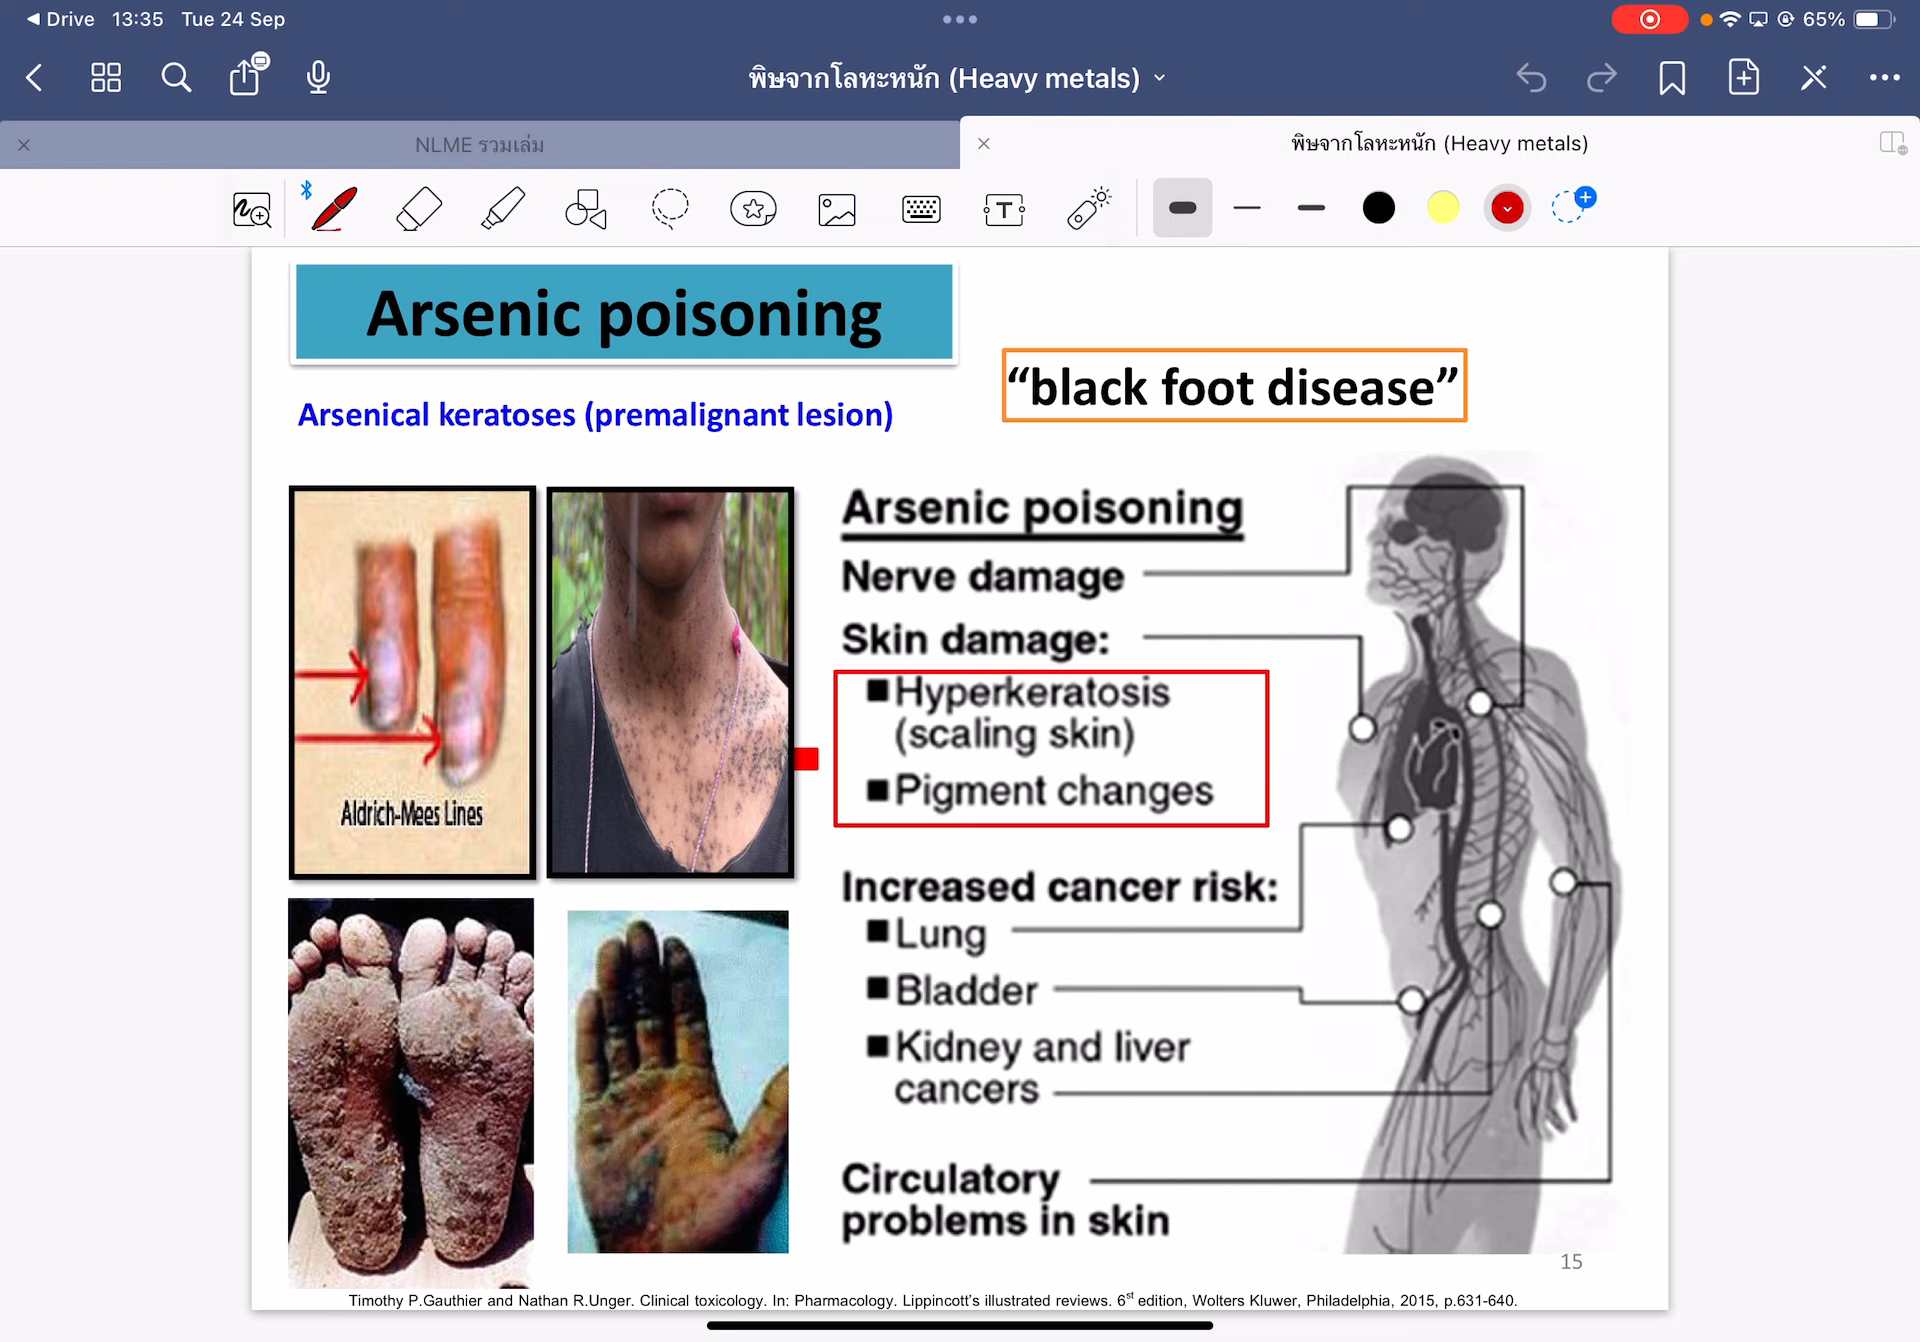 Drive 13:35 Tue 24 Sep
65%
พิษจากโลหะหนัก (Heavy metals)
NLME รวมเล่ม
พิษจากโลหะหนัก (Heavy metals)
T
Arsenic poisoning
“black foot disease”
Arsenical keratoses (premalignant lesion)
Aldrich-Mees Lines
Arsenic poisoning
Nerve damage
Skin damage:
Hyperkeratosis
(scaling skin)
Pigment changes
Increased cancer risk:
Lung
Bladder
Kidney and liver
cancers
Circulatory
problems in skin
15
Timothy P.Gauthier and Nathan R.Unger. Clinical toxicology. In: Pharmacology. Lippincott’s illustrated reviews. 6st edition, Wolters Kluwer, Philadelphia, 2015, p.631-640.